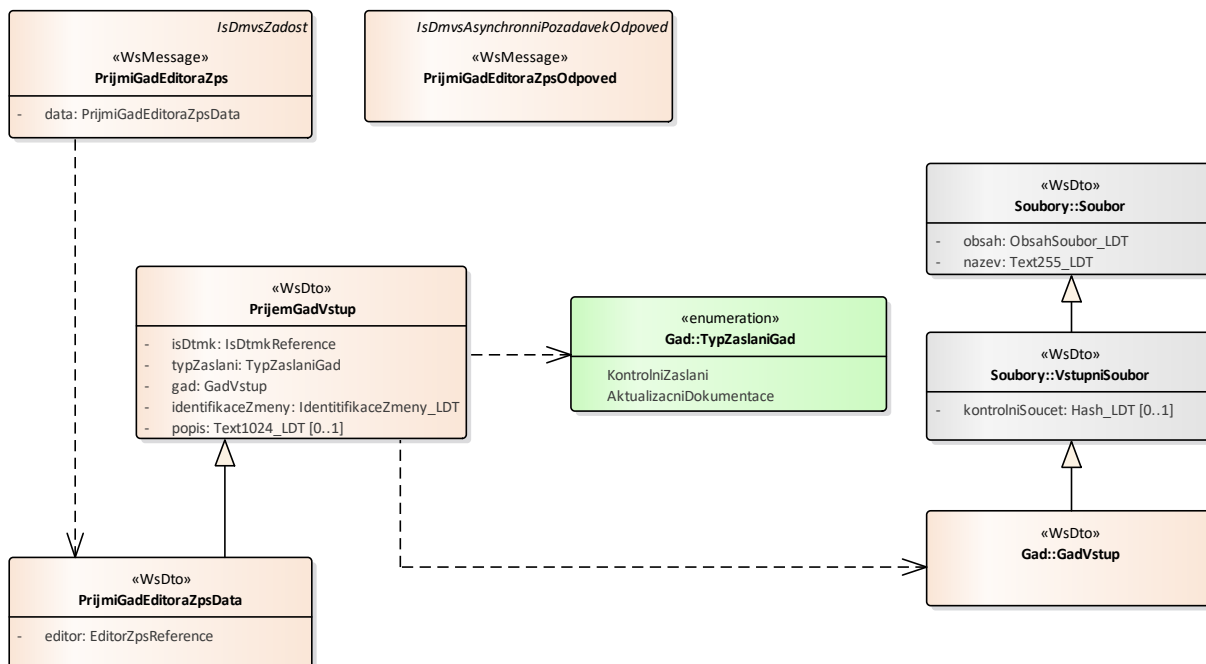 IsDmvsZadost
«WsMessage»
PrijmiGadEditoraZps
- data: PrijmiGadEditoraZpsData
IsDmvsAsynchronniPozadavekOdpoved
«WsMessage»
PrijmiGadEditoraZpsOdpoved
«WsDto»
Soubory::Soubor
- obsah: ObsahSoubor_LDT
- nazev: Text255_LDT
«WsDto»
PrijemGadVstup
- isDtmk: IsDtmkReference
- typZaslani: TypZaslaniGad
- gad: GadVstup
- identifikaceZmeny: IdentitifikaceZmeny_LDT
- popis: Text1024_LDT [0..1]
«enumeration»
Gad::TypZaslaniGad
KontrolniZaslani
AktualizacniDokumentace
«WsDto»
Soubory::VstupniSoubor
- kontrolniSoucet: Hash_LDT [0..1]
«WsDto»
Gad::GadVstup
«WsDto»
PrijmiGadEditoraZpsData
- editor: EditorZpsReference